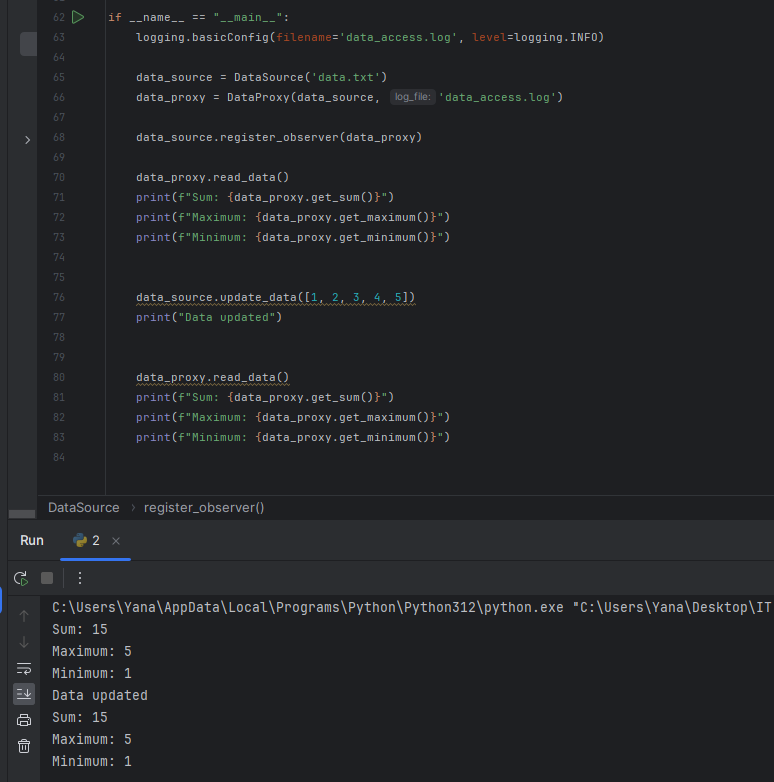 62 if __name__ == "__main__":
63 logging.basicConfig(filename='data_access.log', level=logging.INFO)
64
65 data_source = DataSource('data.txt')
66 data_proxy = DataProxy(data_source, log_file: 'data_access.log')
67
68 data_source.register_observer(data_proxy)
69
70 data_proxy.read_data()
71 print(f"Sum: {data_proxy.get_sum()}")
72 print(f"Maximum: {data_proxy.get_maximum()}")
73 print(f"Minimum: {data_proxy.get_minimum()}")
74
75
76 data_source.update_data([1, 2, 3, 4, 5])
77 print("Data updated")
78
79
80 data_proxy.read_data()
81 print(f"Sum: {data_proxy.get_sum()}")
82 print(f"Maximum: {data_proxy.get_maximum()}")
83 print(f"Minimum: {data_proxy.get_minimum()}")
84
DataSource › register_observer()
Run 2 ×
C:\Users\Yana\AppData\Local\Programs\Python\Python312\python.exe "C:\Users\Yana\Desktop\IT
Sum: 15
Maximum: 5
Minimum: 1
Data updated
Sum: 15
Maximum: 5
Minimum: 1